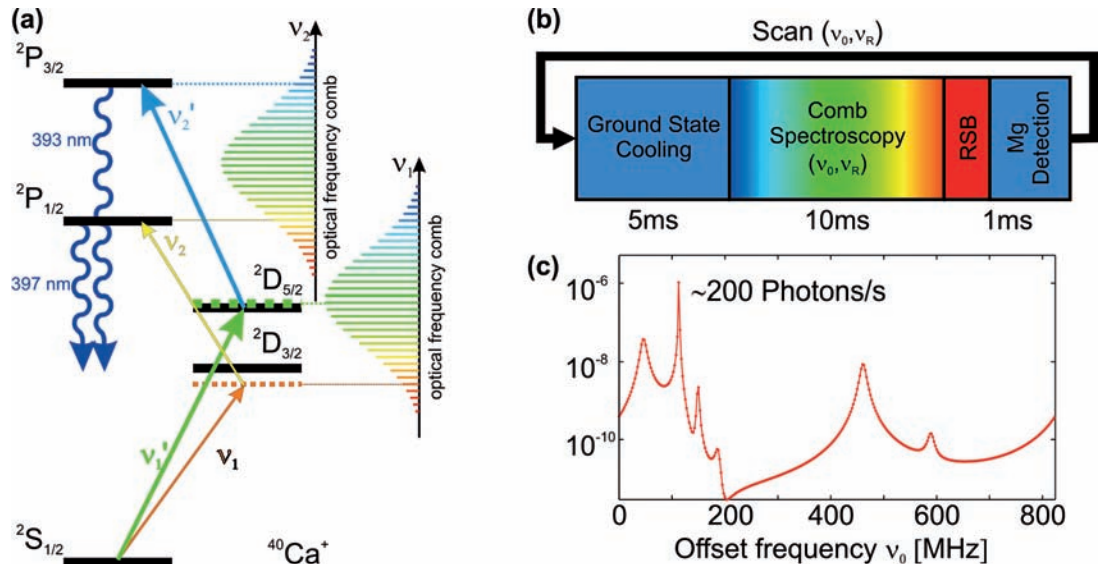 (a)
ν₂
²P₃/₂
optical frequency comb
ν₂'
393 nm
ν₁
²P₁/₂
ν₂
397 nm
²D₅/₂
optical frequency comb
²D₃/₂
ν₁'
ν₁
²S₁/₂
⁴⁰Ca⁺
(b)
Scan (ν₀,νR)
Ground State
Cooling
Comb
Spectroscopy
(ν₀,νR)
RSB
Mg
Detection
5ms
10ms
1ms
(c)
10⁻⁶
~200 Photons/s
10⁻⁸
10⁻¹⁰
0
200
400
600
800
Offset frequency ν₀ [MHz]